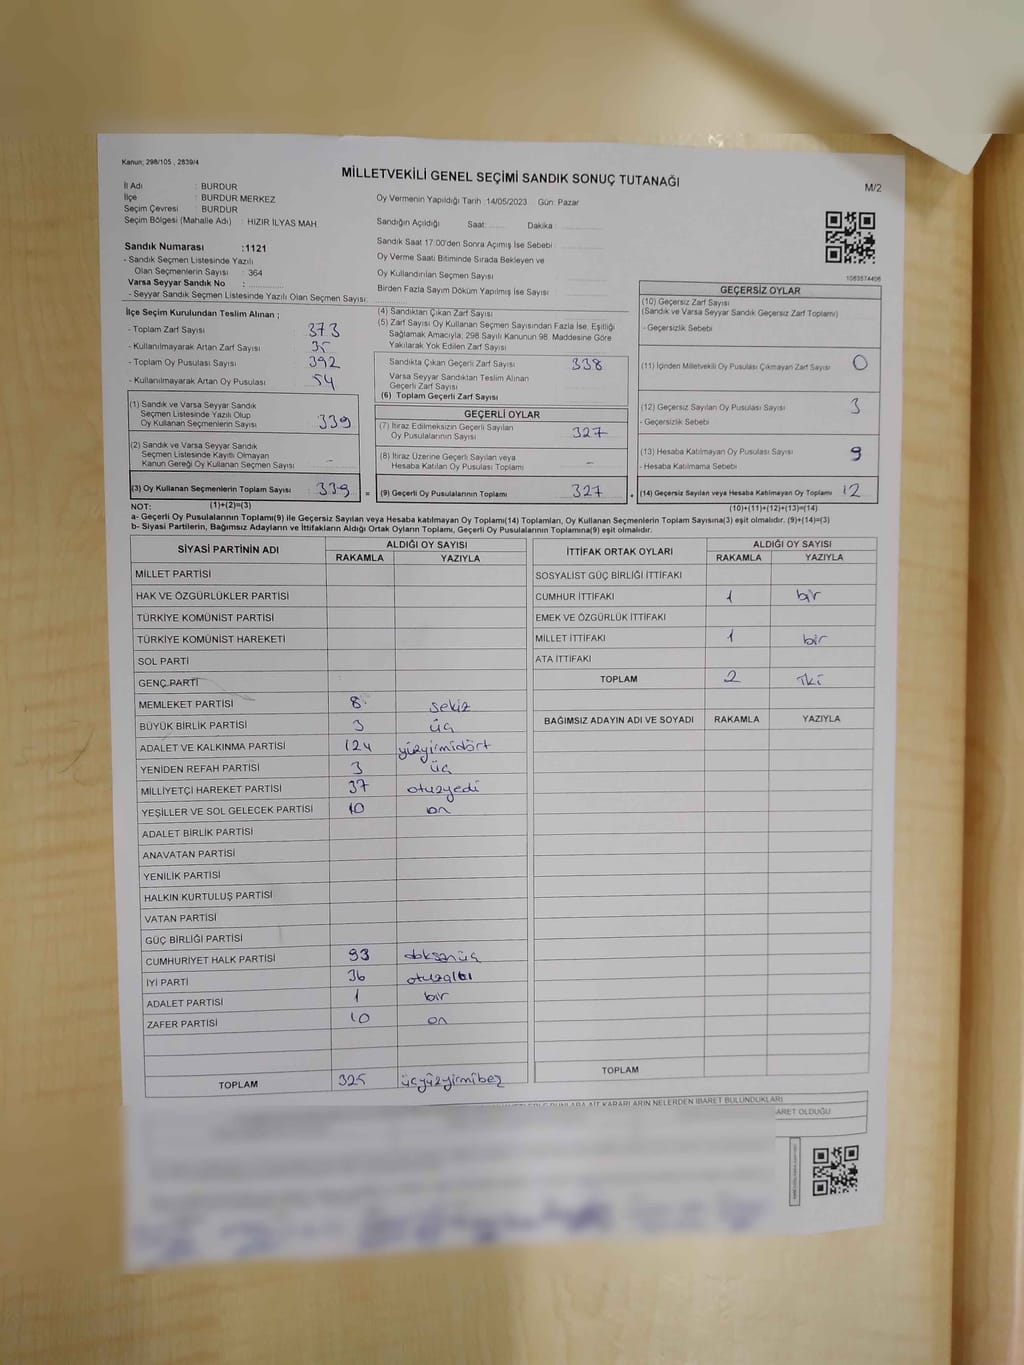 Kanun; 298/105 , 2839/4
MİLLETVEKİLİ GENEL SEÇİMİ SANDIK SONUÇ TUTANAĞI
M/2
İl Adı : BURDUR
İlçe : BURDUR MERKEZ
Seçim Çevresi : BURDUR
Seçim Bölgesi (Mahalle Adı) : HIZIR İLYAS MAH.
Oy Vermenin Yapıldığı Tarih :14/05/2023 Gün: Pazar
Sandığın Açıldığı Saat: Dakika :
Sandık Saat 17:00'den Sonra Açımış İse Sebebi :
Oy Verme Saati Bitiminde Sırada Bekleyen ve
Oy Kullandırılan Seçmen Sayısı
Birden Fazla Sayım Döküm Yapılmış İse Sayısı :
Sandık Numarası :1121
- Sandık Seçmen Listesinde Yazılı
Olan Seçmenlerin Sayısı : 364
Varsa Seyyar Sandık No :
- Seyyar Sandık Seçmen Listesinde Yazılı Olan Seçmen Sayısı:
İlçe Seçim Kurulundan Teslim Alınan ;
- Toplam Zarf Sayısı 373
- Kullanılmayarak Artan Zarf Sayısı 35
- Toplam Oy Pusulası Sayısı 392
- Kullanılmayarak Artan Oy Pusulası 54
(1) Sandık ve Varsa Seyyar Sandık
Seçmen Listesinde Yazılı Olup
Oy Kullanan Seçmenlerin Sayısı 339
(2) Sandık ve Varsa Seyyar Sandık
Seçmen Listesinde Kayıtlı Olmayan
Kanun Gereği Oy Kullanan Seçmen Sayısı -
(3) Oy Kullanan Seçmenlerin Toplam Sayısı 339 =
(1)+(2)=(3)
(4) Sandıktan Çıkan Zarf Sayısı
(5) Zarf Sayısı Oy Kullanan Seçmen Sayısından Fazla İse, Eşitliği
Sağlamak Amacıyla, 298 Sayılı Kanunun 98. Maddesine Göre
Yakılarak Yok Edilen Zarf Sayısı
Sandıkta Çıkan Geçerli Zarf Sayısı 338
Varsa Seyyar Sandıktan Teslim Alınan
Geçerli Zarf Sayısı
(6) Toplam Geçerli Zarf Sayısı
GEÇERLİ OYLAR
(7) İtiraz Edilmeksizin Geçerli Sayılan
Oy Pusulalarının Sayısı 327
(8) İtiraz Üzerine Geçerli Sayılan veya
Hesaba Katılan Oy Pusulası Toplamı -
(9) Geçerli Oy Pusulalarının Toplamı 327 +
1083574406
GEÇERSİZ OYLAR
(10) Geçersiz Zarf Sayısı
(Sandık ve Varsa Seyyar Sandık Geçersiz Zarf Toplamı)
- Geçersizlik Sebebi
(11) İçinden Milletvekili Oy Pusulası Çıkmayan Zarf Sayısı 0
(12) Geçersiz Sayılan Oy Pusulası Sayısı 3
- Geçersizlik Sebebi
(13) Hesaba Katılmayan Oy Pusulası Sayısı 9
- Hesaba Katılmama Sebebi
(14) Geçersiz Sayılan veya Hesaba Katılmayan Oy Toplamı 12
(10)+(11)+(12)+(13)=(14)
NOT:
a- Geçerli Oy Pusulaları Toplamı(9) ile Geçersiz Sayılan veya Hesaba katılmayan Oy Toplamı(14) Toplamları, Oy Kullanan Seçmenlerin Toplam Sayısına(3) eşit olmalıdır. (9)+(14)=(3)
b- Siyasi Partilerin, Bağımsız Adayların ve İttifakların Aldığı Ortak Oyların Toplamı, Geçerli Oy Pusulalarının Toplamına(9) eşit olmalıdır.
SİYASİ PARTİNİN ADI ALDIĞI OY SAYISI
RAKAMLA YAZIYLA
MİLLET PARTİSİ
HAK VE ÖZGÜRLÜKLER PARTİSİ
TÜRKİYE KOMÜNİST PARTİSİ
TÜRKİYE KOMÜNİST HAREKETİ
SOL PARTİ
GENÇ PARTİ
MEMLEKET PARTİSİ 8 sekiz
BÜYÜK BİRLİK PARTİSİ 3 üç
ADALET VE KALKINMA PARTİSİ 124 yüzyirmidört
YENİDEN REFAH PARTİSİ 3 üç
MİLLİYETÇİ HAREKET PARTİSİ 37 otuzyedi
YEŞİLLER VE SOL GELECEK PARTİSİ 10 on
ADALET BİRLİK PARTİSİ
ANAVATAN PARTİSİ
YENİLİK PARTİSİ
HALKIN KURTULUŞ PARTİSİ
VATAN PARTİSİ
GÜÇ BİRLİĞİ PARTİSİ
CUMHURİYET HALK PARTİSİ 93 doksanüç
İYİ PARTİ 36 otuzaltı
ADALET PARTİSİ 1 bir
ZAFER PARTİSİ 10 on
TOPLAM 325 üçyüzyirmibeş
İTTİFAK ORTAK OYLARI ALDIĞI OY SAYISI
RAKAMLA YAZIYLA
SOSYALİST GÜÇ BİRLİĞİ İTTİFAKI
CUMHUR İTTİFAKI 1 bir
EMEK VE ÖZGÜRLÜK İTTİFAKI
MİLLET İTTİFAKI 1 bir
ATA İTTİFAKI
TOPLAM 2 iki
BAĞIMSIZ ADAYIN ADI VE SOYADI RAKAMLA YAZIYLA
TOPLAM
KARARLARIN NELERDEN İBARET BULUNDUKLARI
OLDUĞU